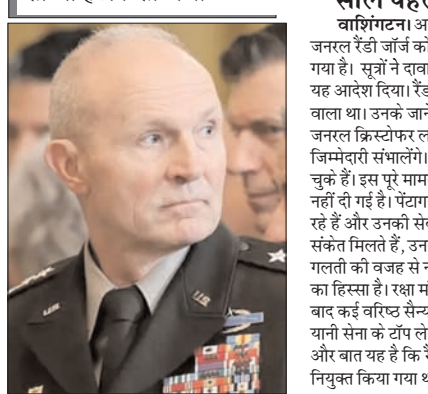 वाशिंगटन।
जनरल रैंडी जॉर्ज को
गया है। सूत्रों ने दावा
यह आदेश दिया।
वाला था। उनके जाने
जनरल क्रिस्टोफर
जिम्मेदारी संभालेंगे।
चुके हैं। इस पूरे
नहीं दी गई है।
रहे हैं और उनकी
संकेत मिलते हैं,
गलती की वजह से
का हिस्सा है। रक्षा
बाद कई वरिष्ठ सैन्य
यानी सेना के टॉप
और बात यह है कि
नियुक्त किया गया
U.S.